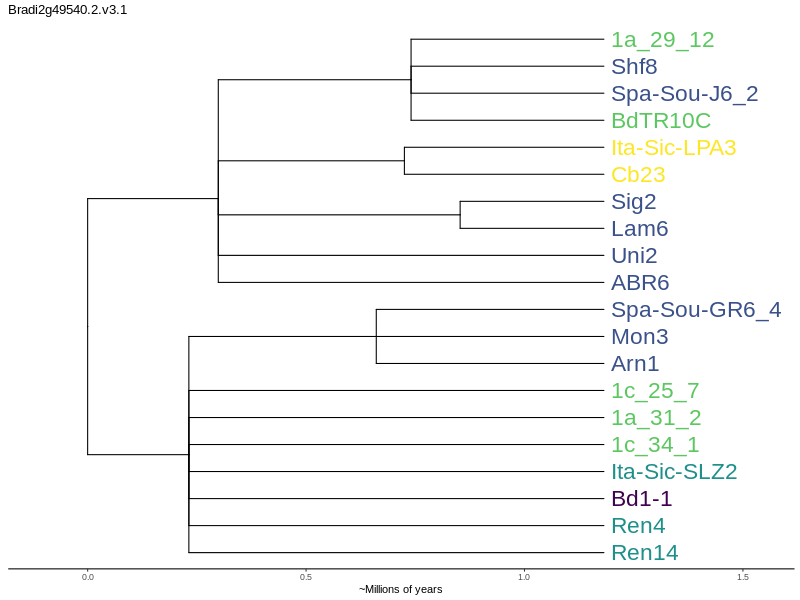 Bradi2g49540.2.v3.1
1a_29_12
Shf8
Spa-Sou-J6_2
BdTR10C
Ita-Sic-LPA3
Cb23
Sig2
Lam6
Uni2
ABR6
Spa-Sou-GR6_4
Mon3
Arn1
1c_25_7
1a_31_2
1c_34_1
Ita-Sic-SLZ2
Bd1-1
Ren4
Ren14
0.0 0.5 1.0 1.5
~Millions of years